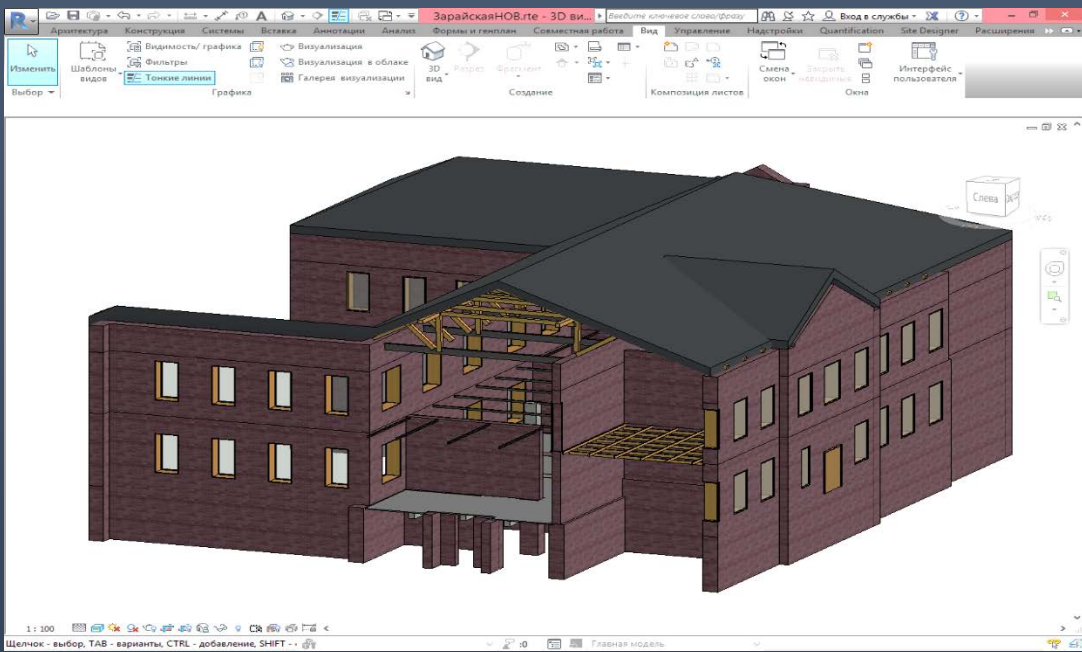 ЗарайскаяНОВ.rte - 3D ви...
Введите ключевое слово/фразу
Вход в службы
Архитектура Конструкция Системы Вставка Аннотации Анализ Формы и генплан Совместная работа Вид Управление Надстройки Quantification Site Designer Расширения
Изменить
Шаблоны видов
Видимость/ графика
Фильтры
Тонкие линии
Визуализация
Визуализация в облаке
Галерея визуализации
3D вид
Разрез
Фрагмент
Смена окон
Закрыть невидимые
Интерфейс пользователя
Выбор
Графика
Создание
Композиция листов
Окна
Слева
1 : 100
Щелчок - выбор, TAB - варианты, CTRL - добавление, SHIFT -
:0
Главная модель